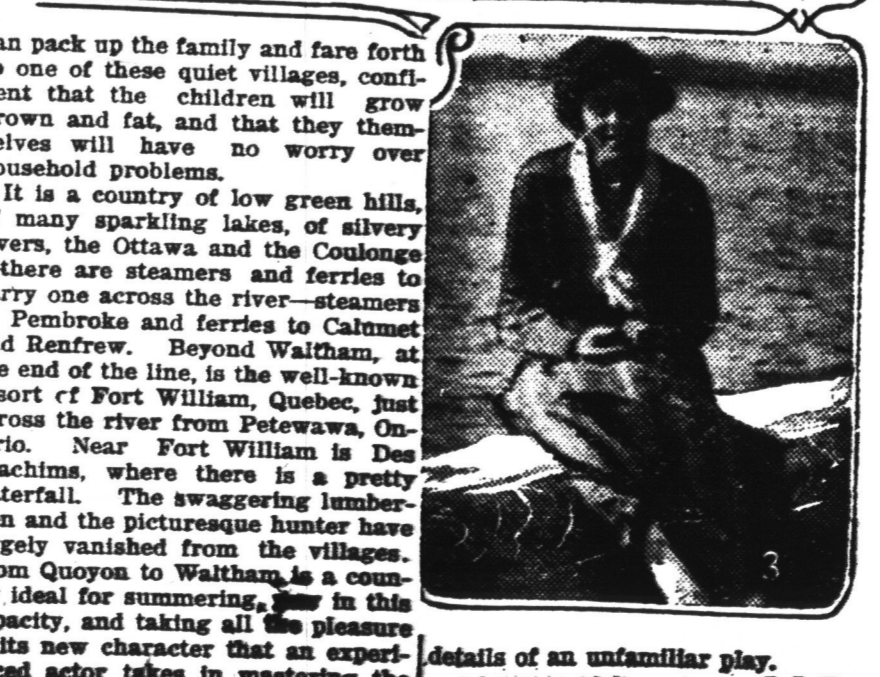 an pack up the family and fare forth
one of these quiet villages, confi-
ent that the children will grow
rown and fat, and that they them-
elves will have no worry over
ousehold problems.
It is a country of low green hills,
many sparkling lakes, of silvery
vers, the Ottawa and the Coulonge
there are steamers and ferries to
rry one across the river—steamers
Pembroke and ferries to Calumet
d Renfrew. Beyond Waltham, at
e end of the line, is the well-known
sort of Fort William, Quebec, just
ross the river from Petewawa, On-
rio. Near Fort William is Des
achims, where there is a pretty
terfall. The swaggering lumber-
n and the picturesque hunter have
gely vanished from the villages.
om Quoyon to Waltham is a coun-
ideal for summering, in this
pacity, and taking all the pleasure
its new character that an experi-
ced actor takes in mastering the
details of an unfamiliar play.
3